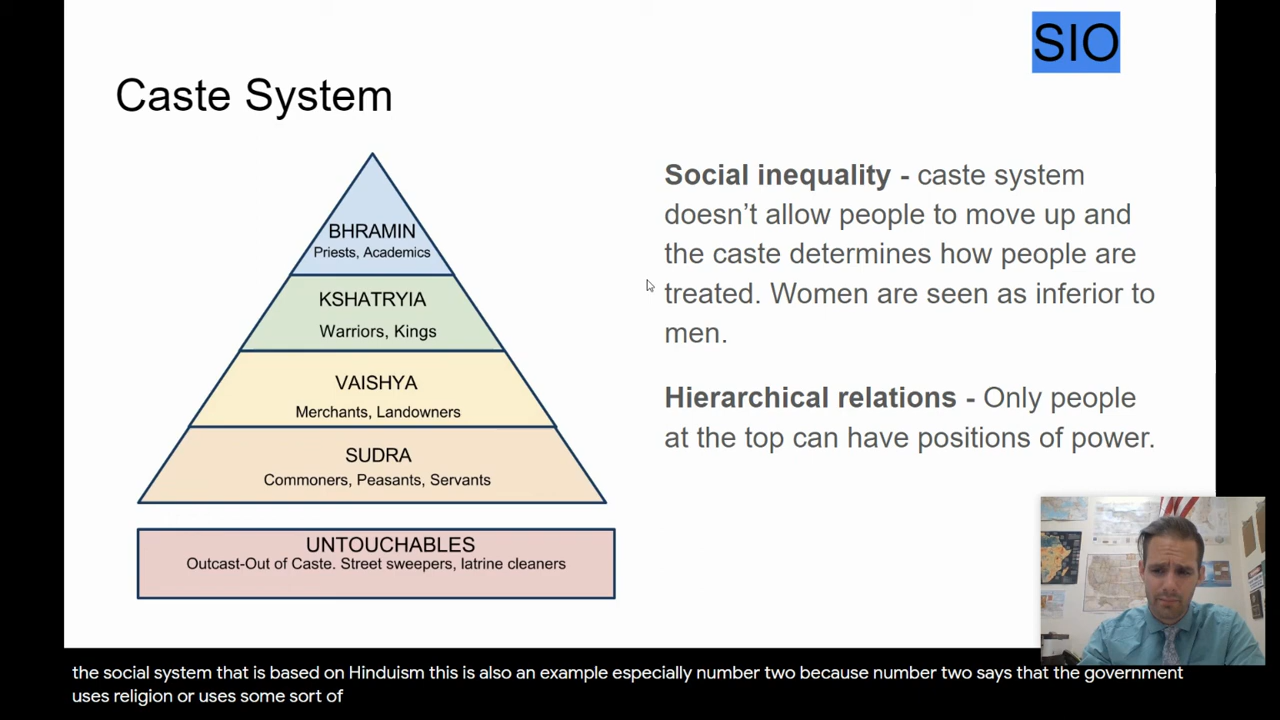 SIO
Caste System
BHRAMIN
Priests, Academics
KSHATRYIA
Warriors, Kings
VAISHYA
Merchants, Landowners
SUDRA
Commoners, Peasants, Servants
UNTOUCHABLES
Outcast-Out of Caste. Street sweepers, latrine cleaners
Social inequality - caste system
doesn’t allow people to move up and
the caste determines how people are
treated. Women are seen as inferior to
men.
Hierarchical relations - Only people
at the top can have positions of power.
the social system that is based on Hinduism this is also an example especially number two because number two says that the government
uses religion or uses some sort of